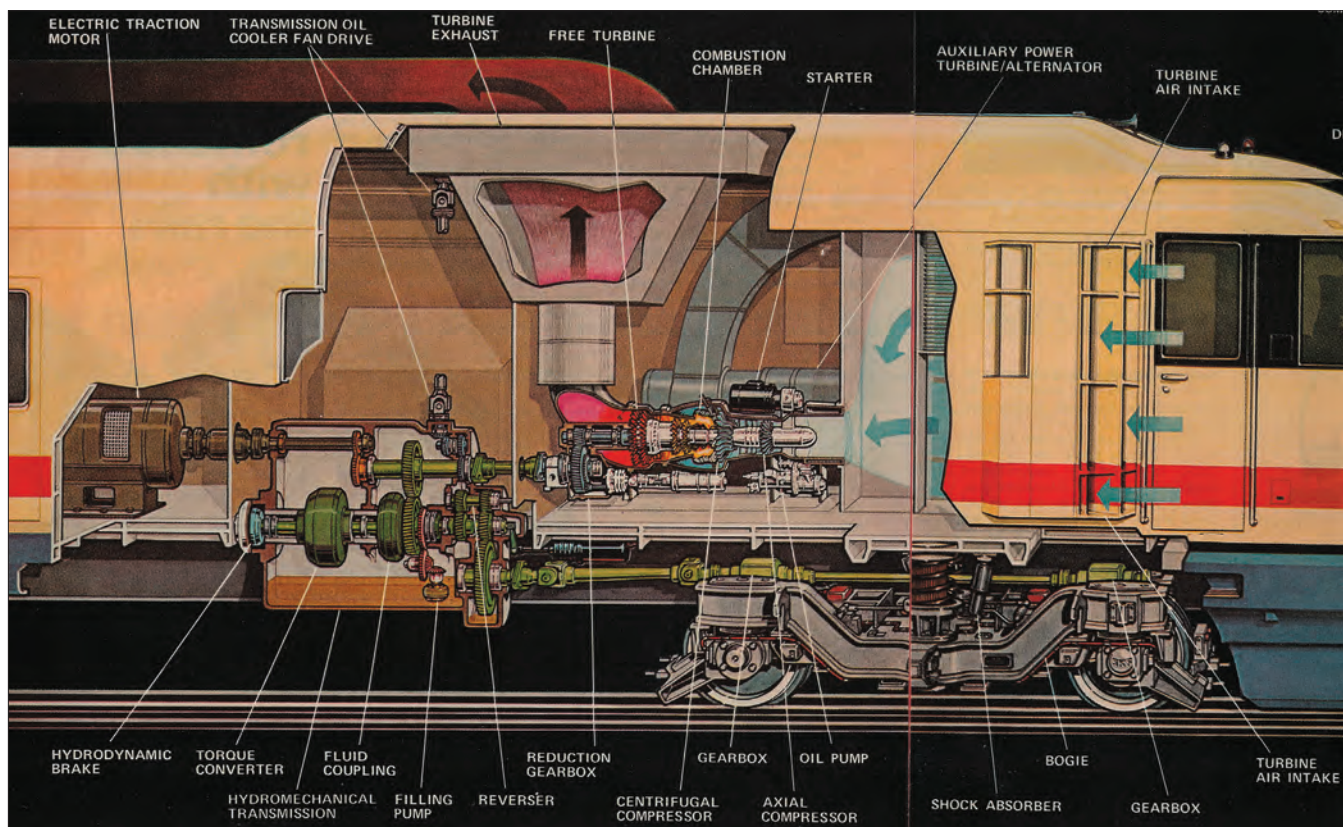 ELECTRIC TRACTION
MOTOR
TRANSMISSION OIL
COOLER FAN DRIVE
TURBINE
EXHAUST
FREE TURBINE
COMBUSTION
CHAMBER
STARTER
AUXILIARY POWER
TURBINE/ALTERNATOR
TURBINE
AIR INTAKE
D
HYDRODYNAMIC
BRAKE
TORQUE
CONVERTER
FLUID
COUPLING
HYDROMECHANICAL
TRANSMISSION
FILLING
PUMP
REVERSER
REDUCTION
GEARBOX
CENTRIFUGAL
COMPRESSOR
GEARBOX
AXIAL
COMPRESSOR
OIL PUMP
SHOCK ABSORBER
BOGIE
GEARBOX
TURBINE
AIR INTAKE